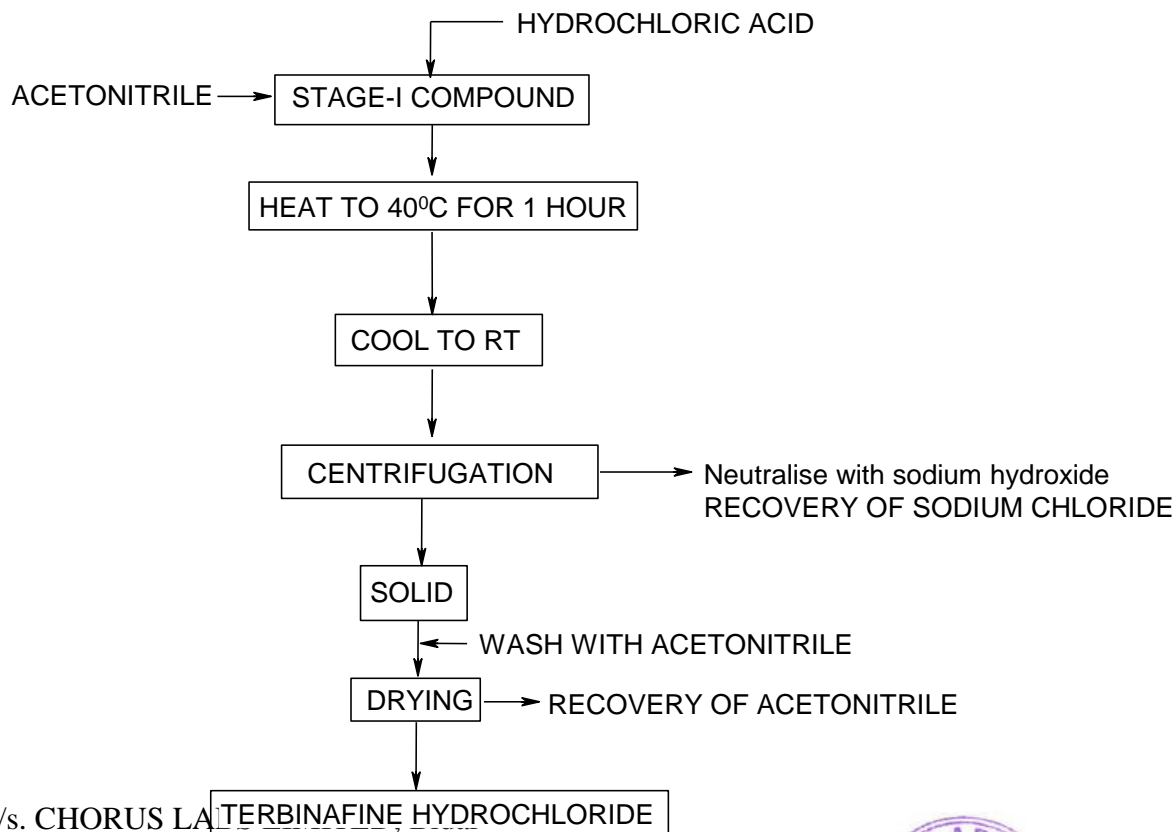 HYDROCHLORIC ACID
ACETONITRILE
STAGE-I COMPOUND
HEAT TO 40⁰C FOR 1 HOUR
COOL TO RT
CENTRIFUGATION
Neutralise with sodium hydroxide
RECOVERY OF SODIUM CHLORIDE
SOLID
WASH WITH ACETONITRILE
DRYING
RECOVERY OF ACETONITRILE
TERBINAFINE HYDROCHLORIDE
/s. CHORUS